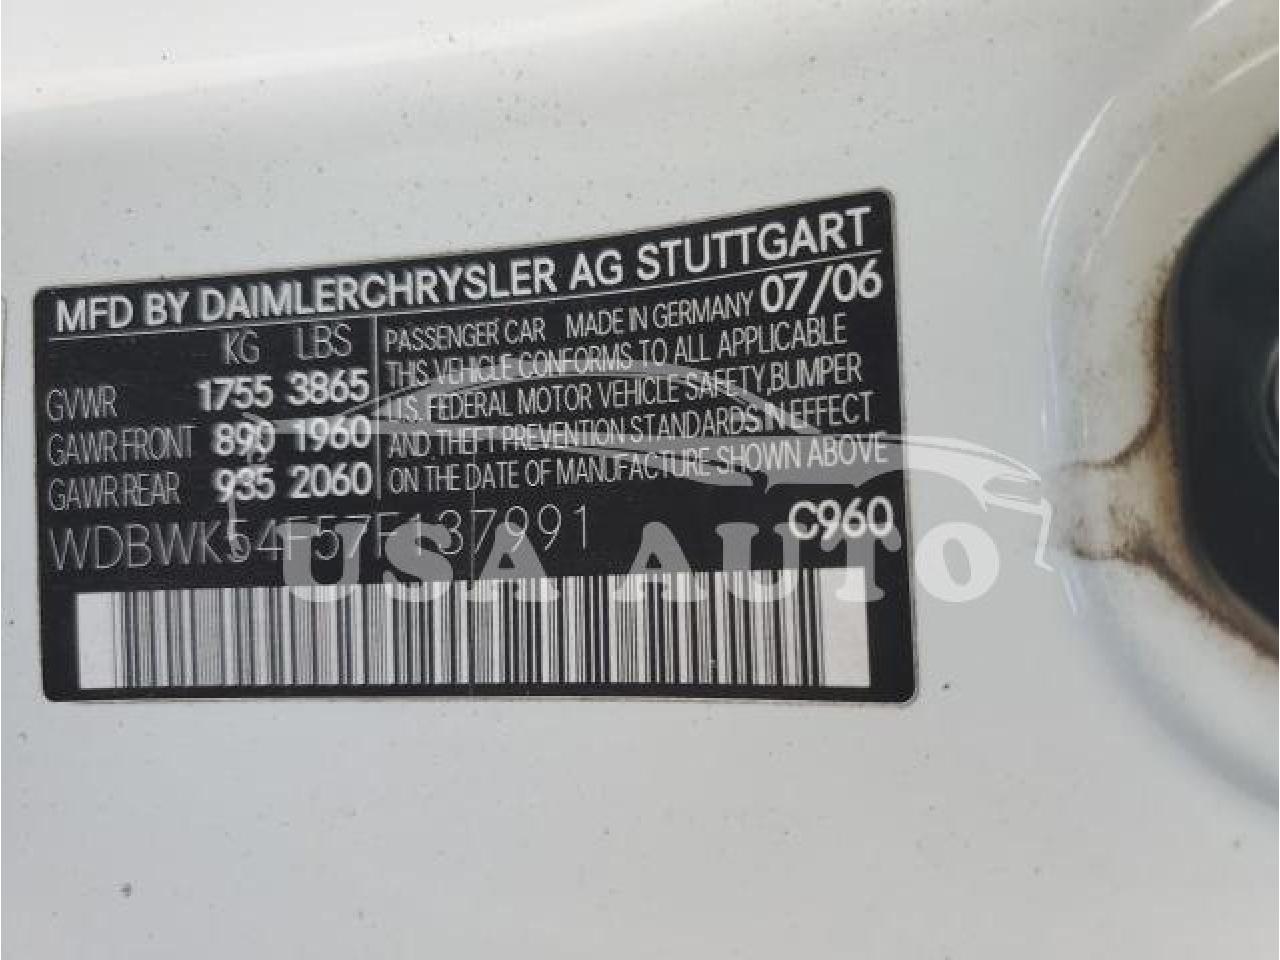 MFD BY DAIMLERCHRYSLER AG STUTTGART
KG LBS
GVWR 1755 3865
GAWR FRONT 890 1960
GAWR REAR 935 2060
PASSENGER CAR MADE IN GERMANY 07/06
THIS VEHICLE CONFORMS TO ALL APPLICABLE
U.S. FEDERAL MOTOR VEHICLE SAFETY, BUMPER
AND THEFT PREVENTION STANDARDS IN EFFECT
ON THE DATE OF MANUFACTURE SHOWN ABOVE
WDBWK54F57F137991 C960
USA AUTO